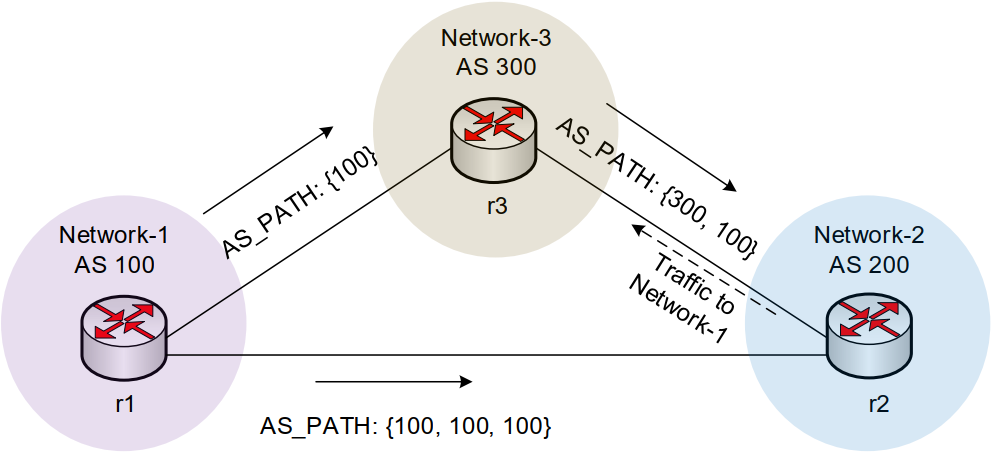 Network-3
AS 300
r3
AS_PATH: {100}
AS_PATH: {300, 100}
Network-1
AS 100
r1
Network-2
AS 200
r2
Traffic to
Network-1
AS_PATH: {100, 100, 100}